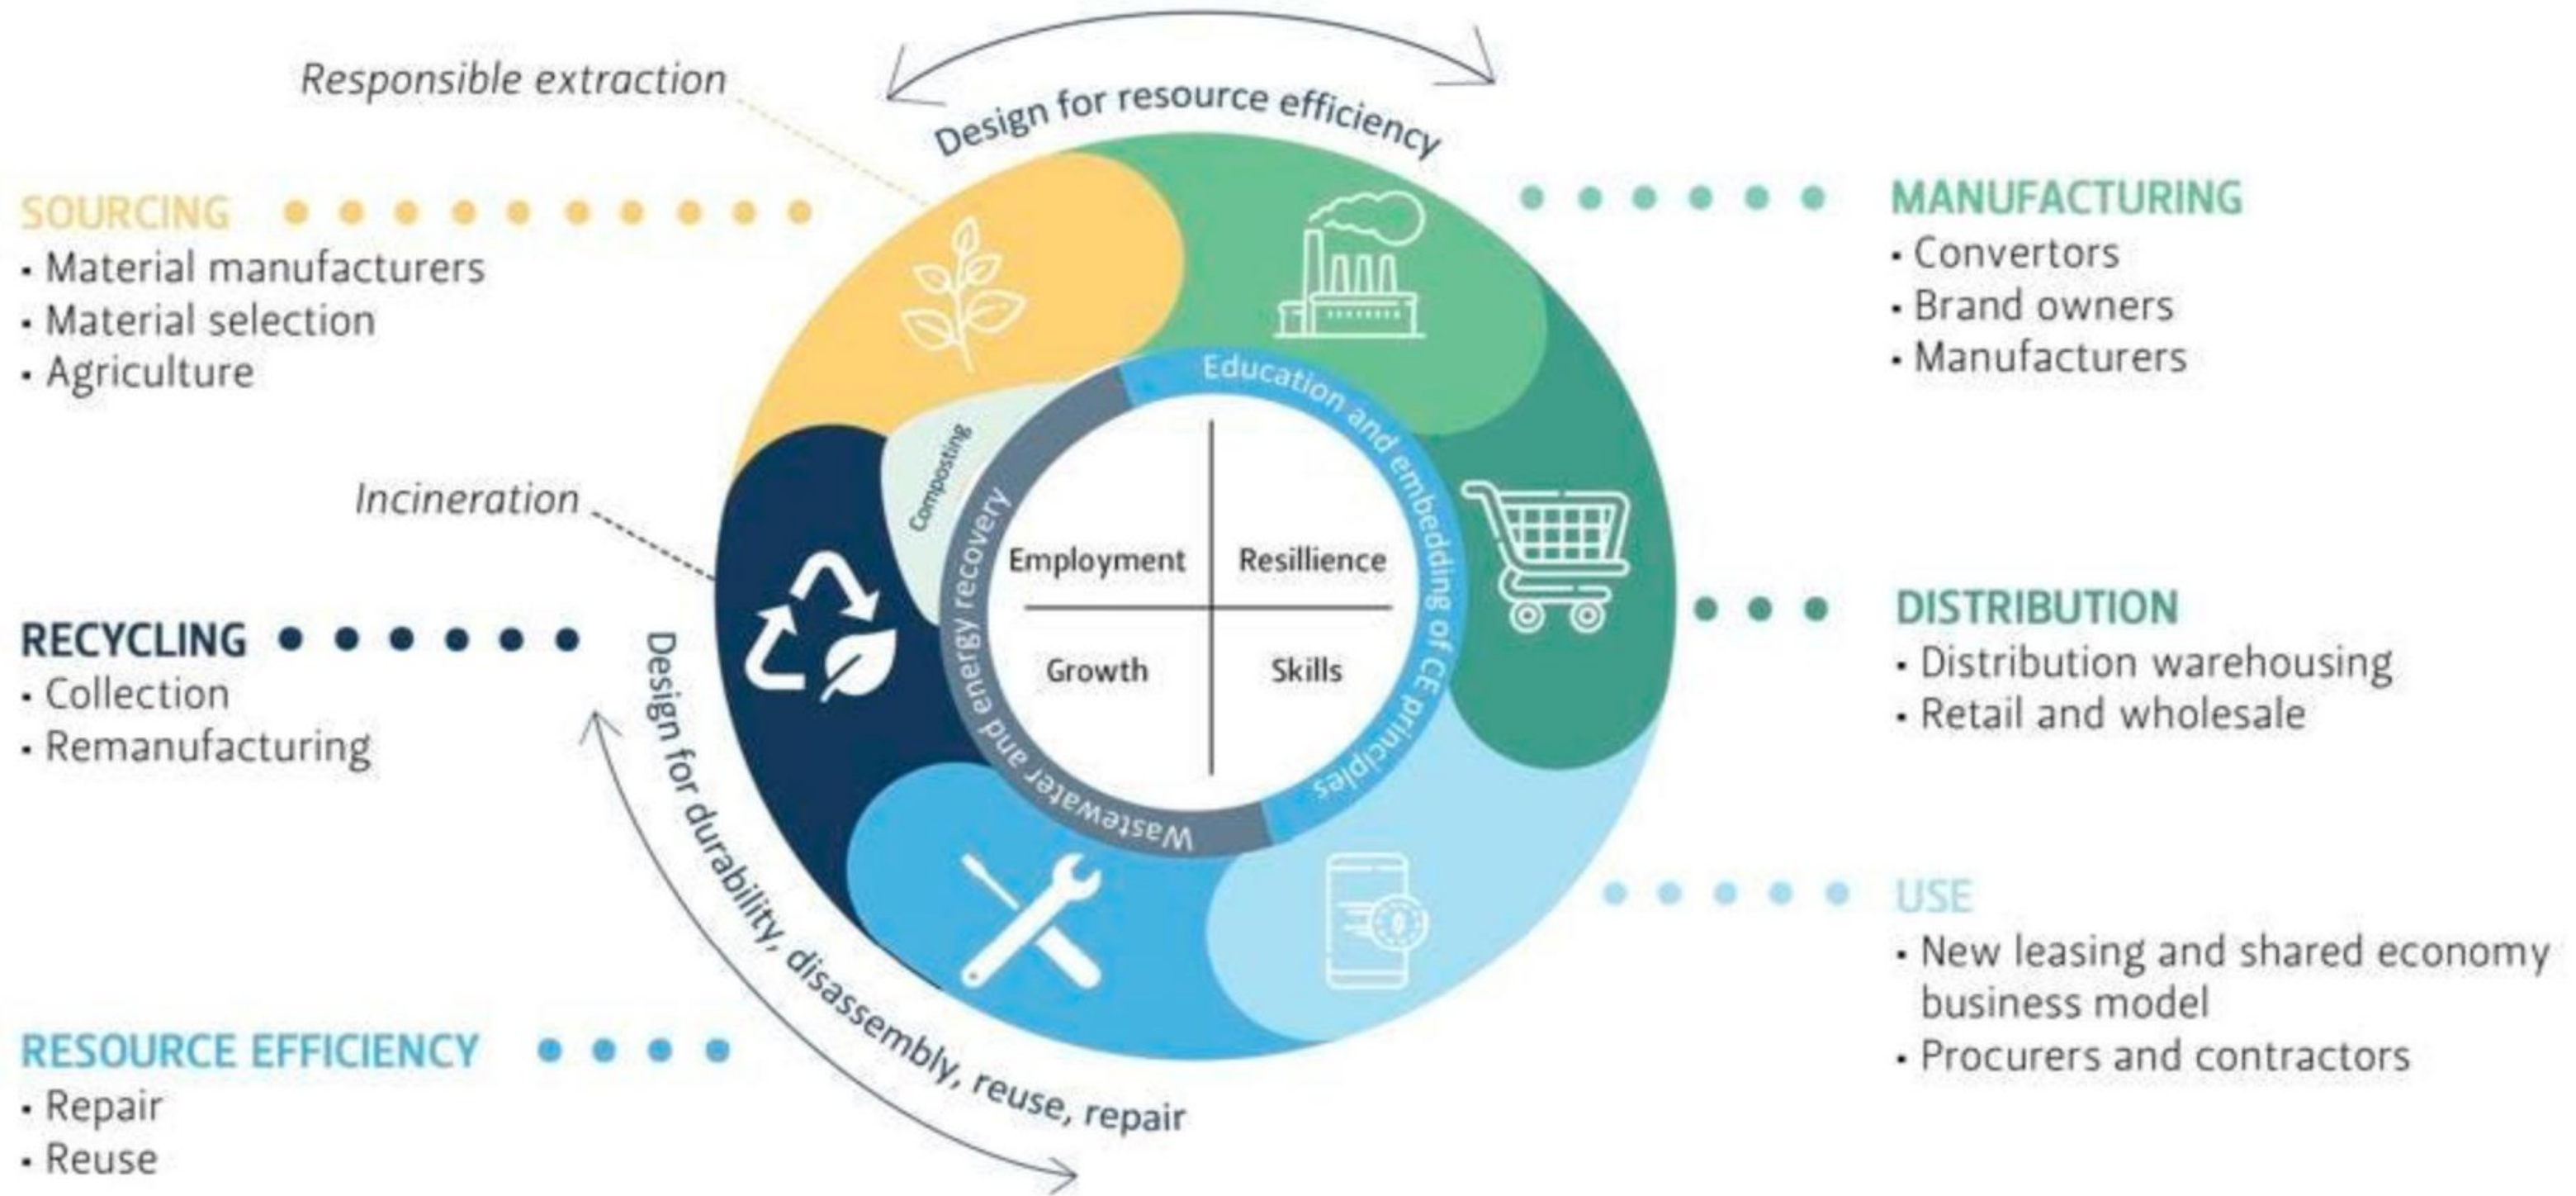 Design for resource efficiency
Responsible extraction
SOURCING
· Material manufacturers
· Material selection
· Agriculture
MANUFACTURING
· Convertors
· Brand owners
· Manufacturers
Incineration
Composting
Education and embedding of CE principles
Wastewater and energy recovery
Employment
Resillience
Growth
Skills
RECYCLING
· Collection
· Remanufacturing
DISTRIBUTION
· Distribution warehousing
· Retail and wholesale
Design for durability, disassembly, reuse, repair
USE
· New leasing and shared economy
business model
· Procurers and contractors
RESOURCE EFFICIENCY
· Repair
· Reuse